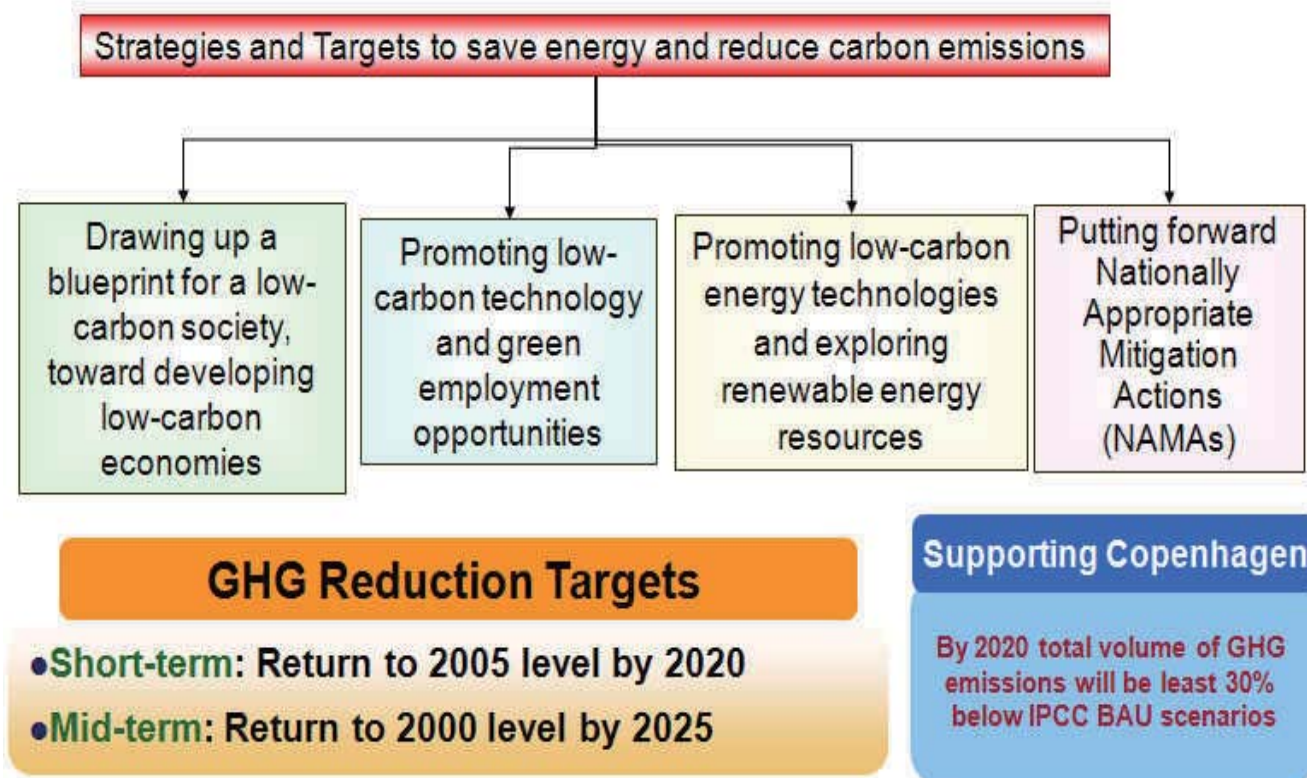 Strategies and Targets to save energy and reduce carbon emissions
Drawing up a
blueprint for a low-
carbon society,
toward developing
low-carbon
economies
Promoting low-
carbon technology
and green
employment
opportunities
Promoting low-carbon
energy technologies
and exploring
renewable energy
resources
Putting forward
Nationally
Appropriate
Mitigation
Actions
(NAMAs)
GHG Reduction Targets
●Short-term: Return to 2005 level by 2020
●Mid-term: Return to 2000 level by 2025
Supporting Copenhagen
By 2020 total volume of GHG
emissions will be least 30%
below IPCC BAU scenarios